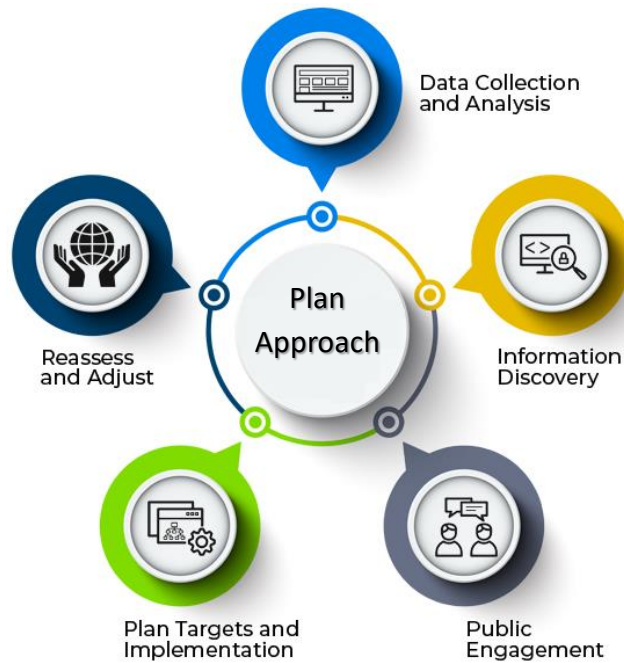 Data Collection
and Analysis
Plan
Approach
Information
Discovery
Reassess
and Adjust
Plan Targets and
Implementation
Public
Engagement